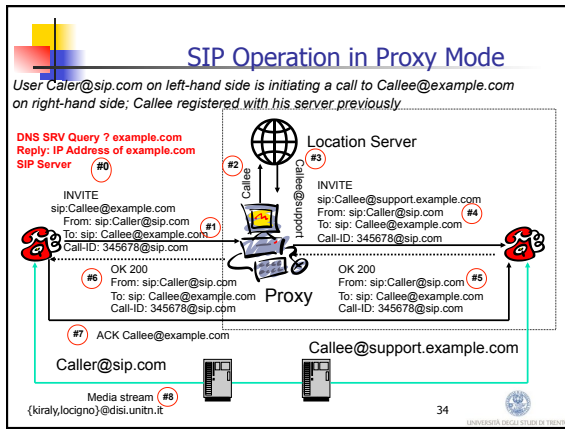 SIP Operation in Proxy Mode
User Caler@sip.com on left-hand side is initiating a call to Callee@example.com
on right-hand side; Callee registered with his server previously
DNS SRV Query ? example.com
Reply: IP Address of example.com
SIP Server
#0
#2
Callee
#3
Callee@support
Location Server
INVITE
sip:Callee@example.com
From: sip:Caller@sip.com
To: sip: Callee@example.com
Call-ID: 345678@sip.com
#1
INVITE
sip:Callee@support.example.com
From: sip:Caller@sip.com
To: sip: Callee@example.com
Call-ID: 345678@sip.com
#4
#6
OK 200
From: sip:Caller@sip.com
To: sip: Callee@example.com
Call-ID: 345678@sip.com
Proxy
OK 200
From: sip:Caller@sip.com
To: sip: Callee@example.com
Call-ID: 345678@sip.com
#5
#7
ACK Callee@example.com
Caller@sip.com
Callee@support.example.com
Media stream
#8
{kiraly,locigno}@disi.unitn.it
34
UNIVERSITÀ DEGLI STUDI DI TRENTO